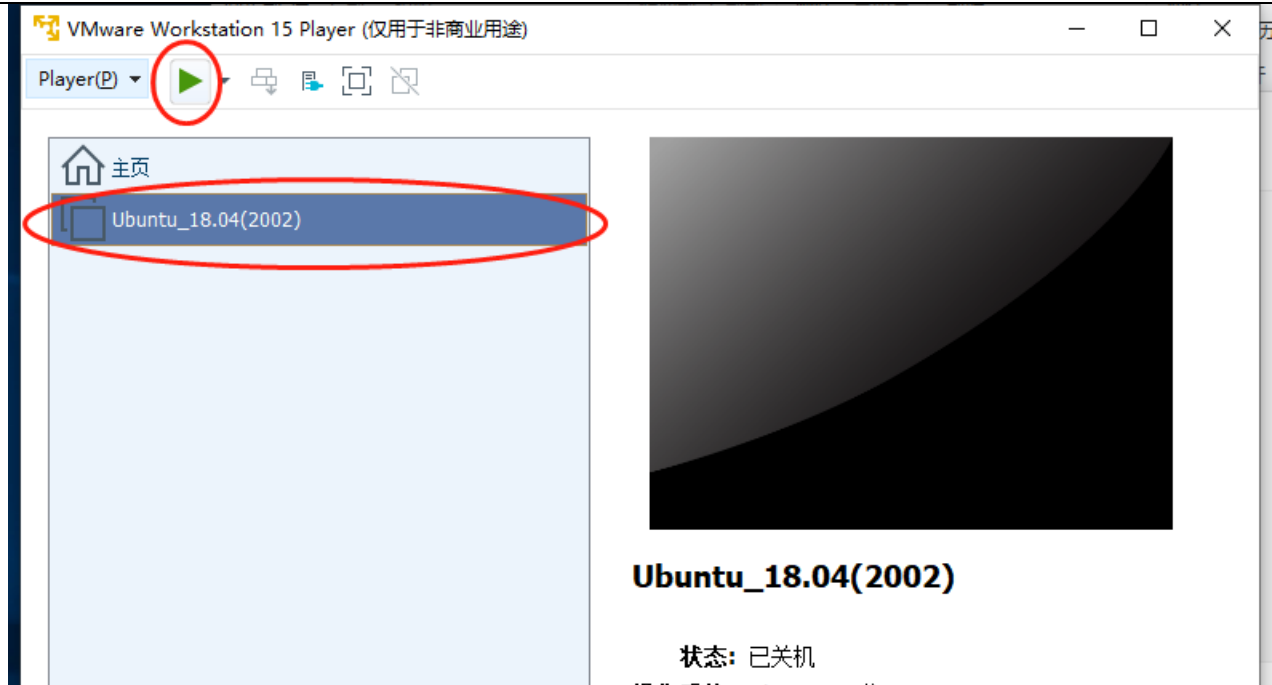 VMware Workstation 15 Player (仅用于非商业用途)
Player(P)
主页
Ubuntu_18.04(2002)
Ubuntu_18.04(2002)
状态: 已关机